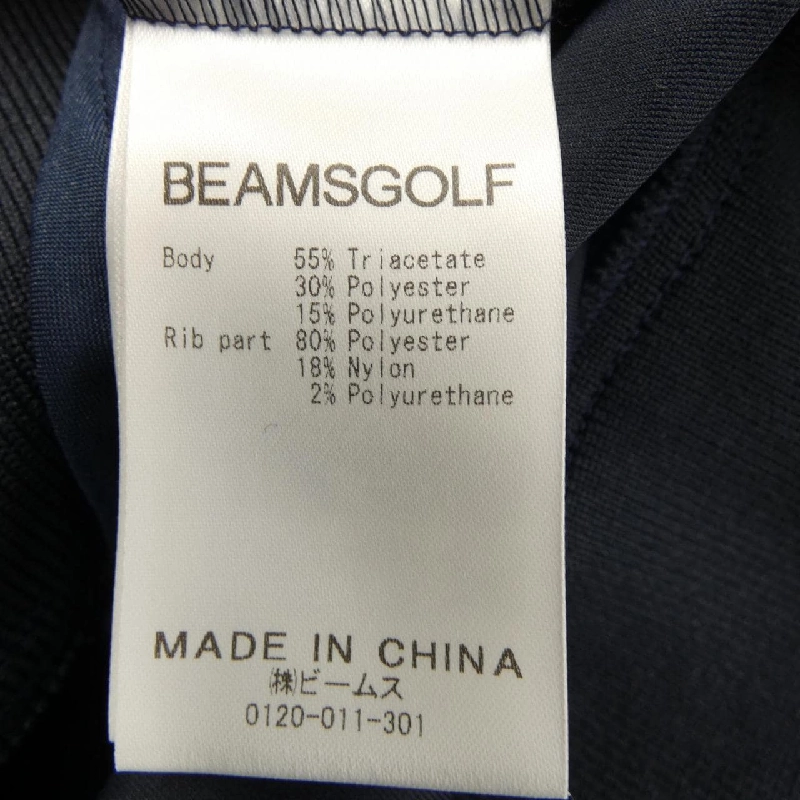 BEAMSGOLF
Body 55% Triacetate
30% Polyester
15% Polyurethane
Rib part 80% Polyester
18% Nylon
2% Polyurethane
MADE IN CHINA
㈱ビームス
0120-011-301